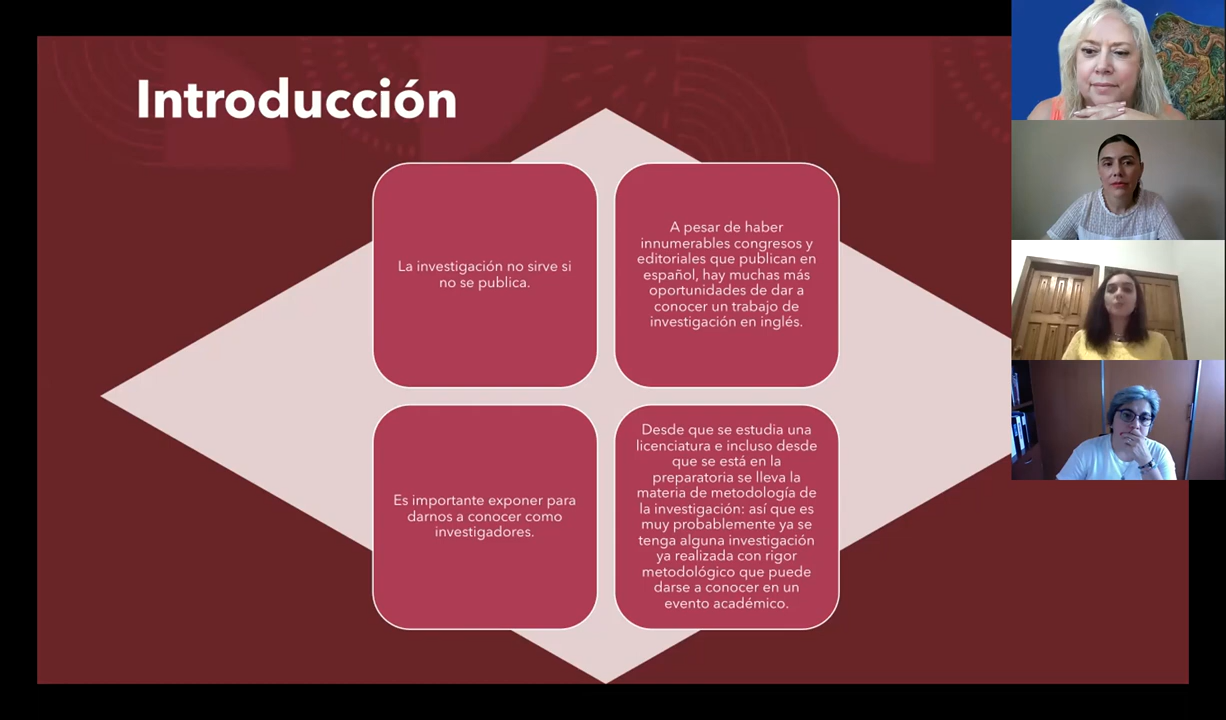 Introducción
La investigación no sirve si
no se publica.
A pesar de haber
innumerables congresos y
editoriales que publican en
español, hay muchas más
oportunidades de dar a
conocer un trabajo de
investigación en inglés.
Es importante exponer para
darnos a conocer como
investigadores.
Desde que se estudia una
licenciatura e incluso desde
que se está en la
preparatoria se lleva la
materia de metodología de
la investigación: así que es
muy probablemente ya se
tenga alguna investigación
ya realizada con rigor
metodológico que puede
darse a conocer en un
evento académico.